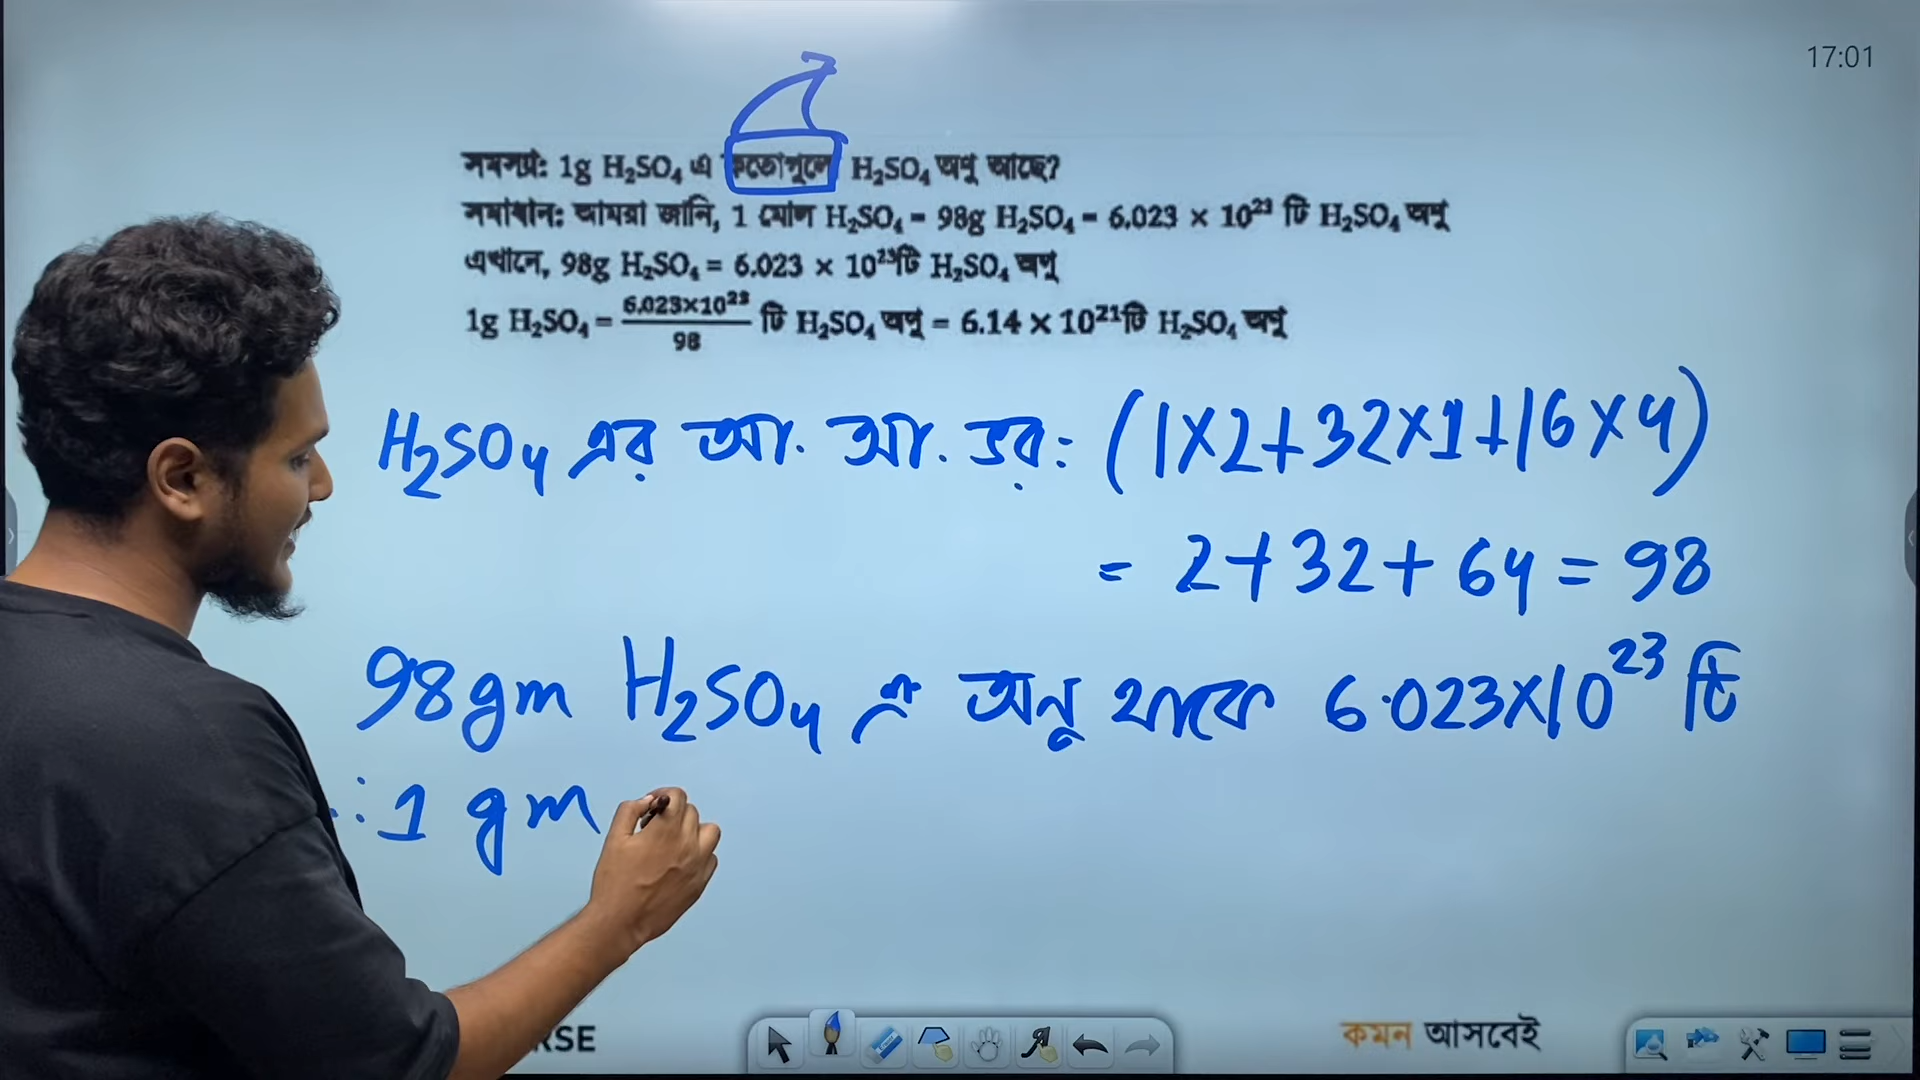 17:01
সমস্যা: 1g H₂SO₄ এ কতোগুলো H₂SO₄ অণু আছে?
সমাধান: আমরা জানি, 1 মোল H₂SO₄ = 98g H₂SO₄ = 6.023 × 10²³ টি H₂SO₄ অণু
এখানে, 98g H₂SO₄ = 6.023 × 10²³টি H₂SO₄ অণু
1g H₂SO₄ = 6.023×10²³/98 টি H₂SO₄ অণু = 6.14 × 10²¹টি H₂SO₄ অণু
H₂SO₄ এর আ. আ. ভর: (1×2+32×1+16×4)
= 2+32+64 = 98
98gm H₂SO₄ এ অনু থাকে 6.023×10²³ টি
∴ 1 gm
কমন আসবেই